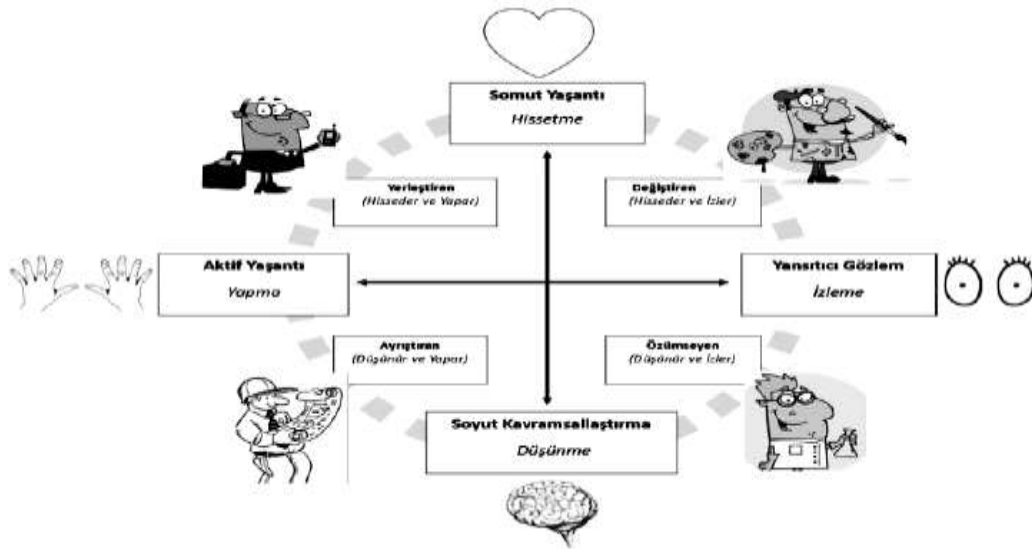 Somut Yaşantı
Hissetme
Yerleştiren
(Hisseder ve Yapar)
Değiştiren
(Hisseder ve İzler)
Aktif Yaşantı
Yapma
Yansıtıcı Gözlem
İzleme
Ayrıştıran
(Düşünür ve Yapar)
Özümseyen
(Düşünür ve İzler)
Soyut Kavramsallaştırma
Düşünme